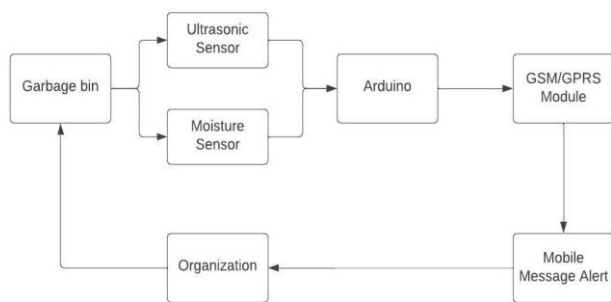 Ultrasonic
Sensor
Garbage bin
Arduino
GSM/GPRS
Module
Moisture
Sensor
Organization
Mobile
Message Alert